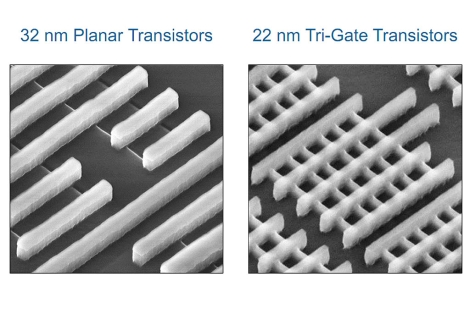 32 nm Planar Transistors
22 nm Tri-Gate Transistors